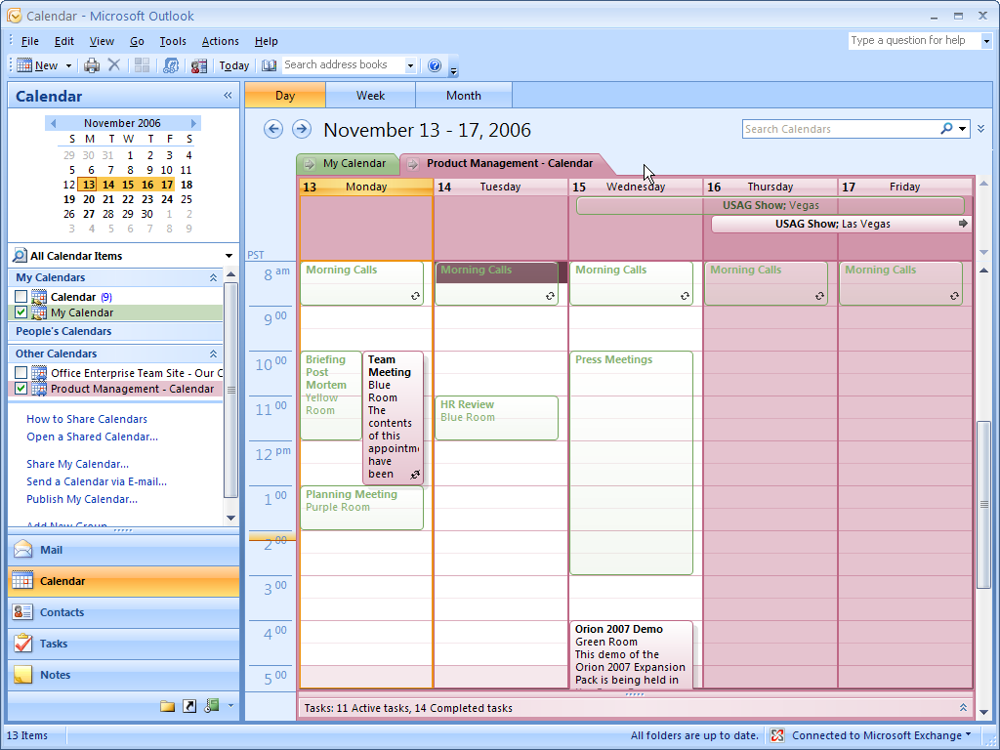 Calendar - Microsoft Outlook
File Edit View Go Tools Actions Help
Type a question for help
New Today Search address books
Calendar «
November 2006
S M T W T F S
29 30 31 1 2 3 4
5 6 7 8 9 10 11
12 13 14 15 16 17 18
19 20 21 22 23 24 25
26 27 28 29 30 1 2
3 4 5 6 7 8 9
All Calendar Items
My Calendars
Calendar (9)
My Calendar
People's Calendars
Other Calendars
Office Enterprise Team Site - Our C
Product Management - Calendar
How to Share Calendars
Open a Shared Calendar...
Share My Calendar...
Send a Calendar via E-mail...
Publish My Calendar...
Add New Group
Mail
Calendar
Contacts
Tasks
Notes
Day Week Month
November 13 - 17, 2006
Search Calendars
My Calendar Product Management - Calendar
13 Monday 14 Tuesday 15 Wednesday 16 Thursday 17 Friday
USAG Show; Vegas
USAG Show; Las Vegas
PST
8 am
9 00
10 00
11 00
12 pm
1 00
2 00
3 00
4 00
5 00
Morning Calls
Briefing
Post
Mortem
Yellow
Room
Team
Meeting
Blue
Room
The
contents
of this
appointm
have
been
Planning Meeting
Purple Room
Morning Calls
HR Review
Blue Room
Morning Calls
Press Meetings
Orion 2007 Demo
Green Room
This demo of the
Orion 2007 Expansion
Pack is being held in
Morning Calls
Morning Calls
Tasks: 11 Active tasks, 14 Completed tasks
13 Items
All folders are up to date.
Connected to Microsoft Exchange